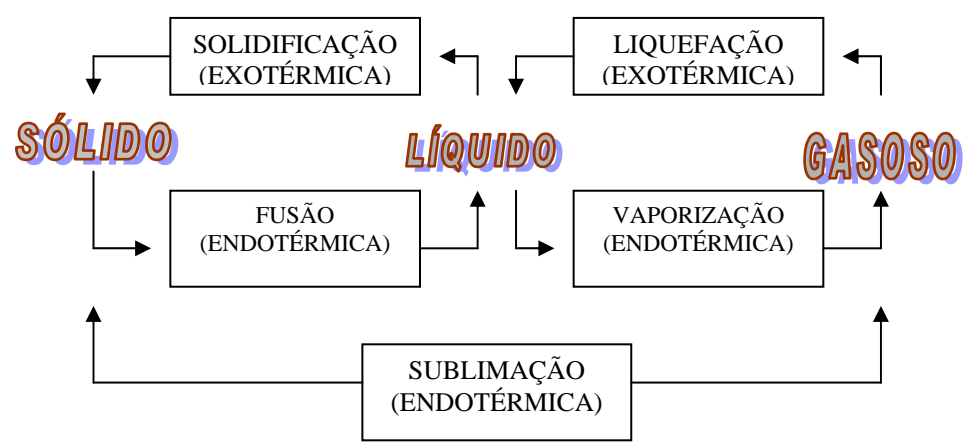 SOLIDIFICAÇÃO
(EXOTÉRMICA)
LIQUEFAÇÃO
(EXOTÉRMICA)
SÓLIDO
LÍQUIDO
GASOSO
FUSÃO
(ENDOTÉRMICA)
VAPORIZAÇÃO
(ENDOTÉRMICA)
SUBLIMAÇÃO
(ENDOTÉRMICA)